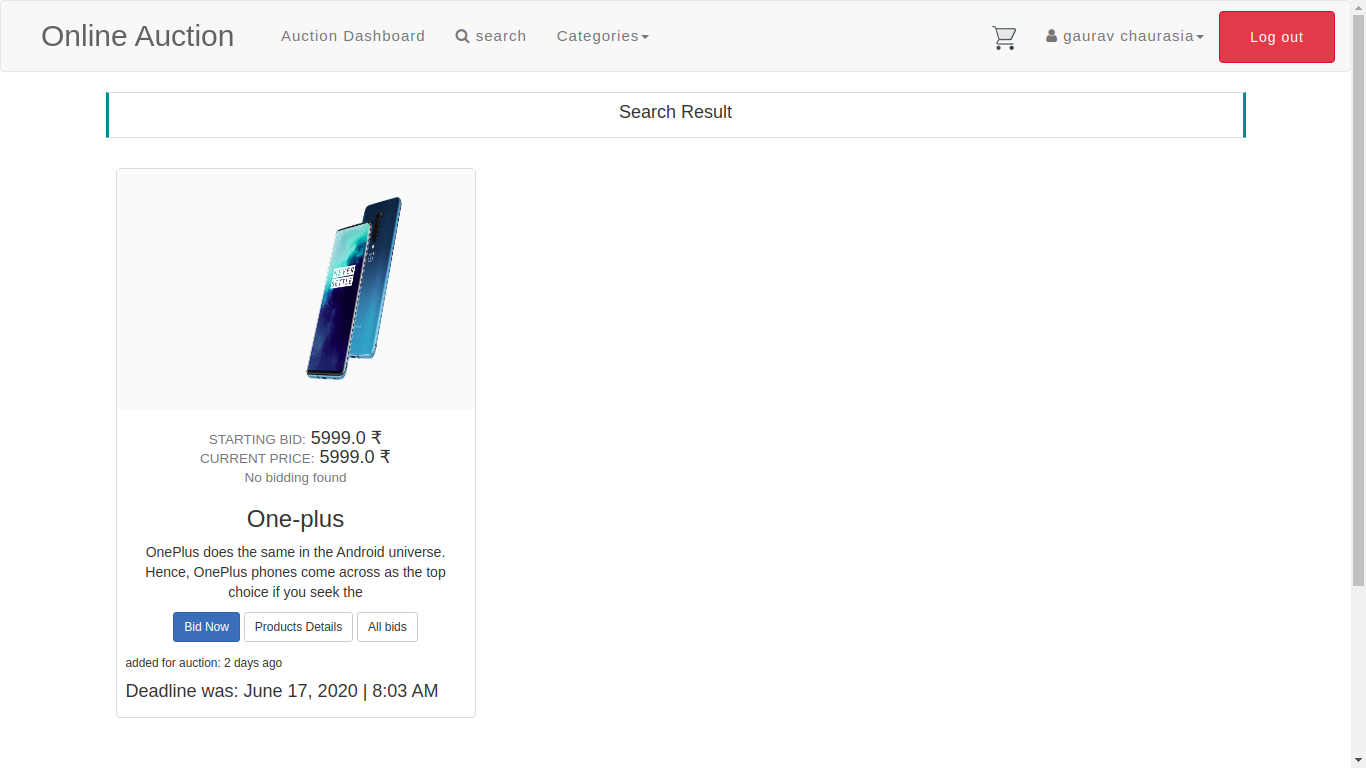 Online Auction
Auction Dashboard
search
Categories
gaurav chaurasia
Log out
Search Result
NEVER
SETTLE
STARTING BID: 5999.0 ₹
CURRENT PRICE: 5999.0 ₹
No bidding found
One-plus
OnePlus does the same in the Android universe.
Hence, OnePlus phones come across as the top
choice if you seek the
Bid Now
Products Details
All bids
added for auction: 2 days ago
Deadline was: June 17, 2020 | 8:03 AM